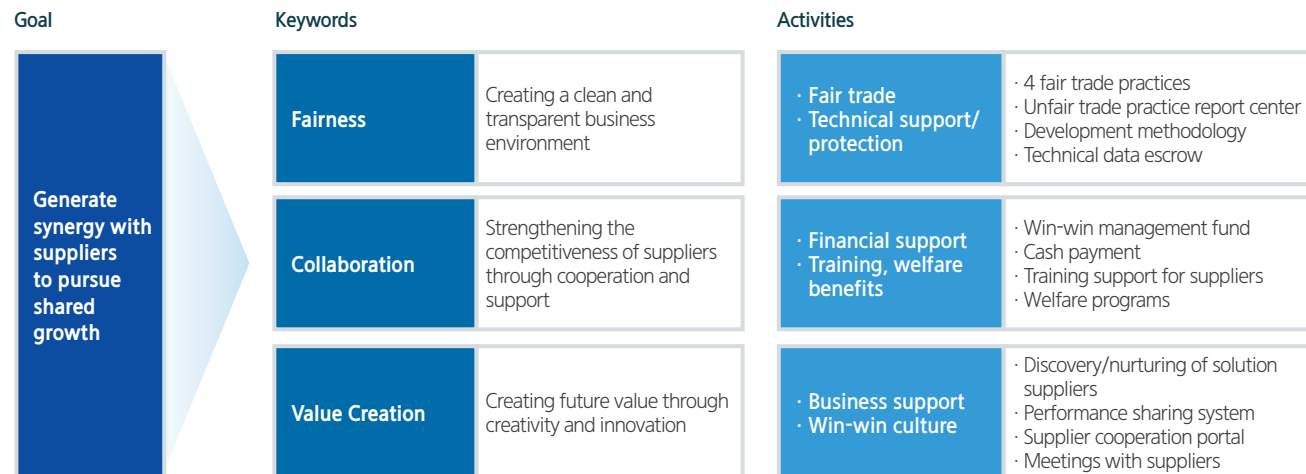 Goal
Keywords
Activities
Generate
synergy with
suppliers
to pursue
shared
growth
Fairness
Creating a clean and
transparent business
environment
· Fair trade
· Technical support/
protection
· 4 fair trade practices
· Unfair trade practice report center
· Development methodology
· Technical data escrow
Collaboration
Strengthening the
competitiveness of suppliers
through cooperation and
support
· Financial support
· Training, welfare
benefits
· Win-win management fund
· Cash payment
· Training support for suppliers
· Welfare programs
Value Creation
Creating future value through
creativity and innovation
· Business support
· Win-win culture
· Discovery/nurturing of solution
suppliers
· Performance sharing system
· Supplier cooperation portal
· Meetings with suppliers